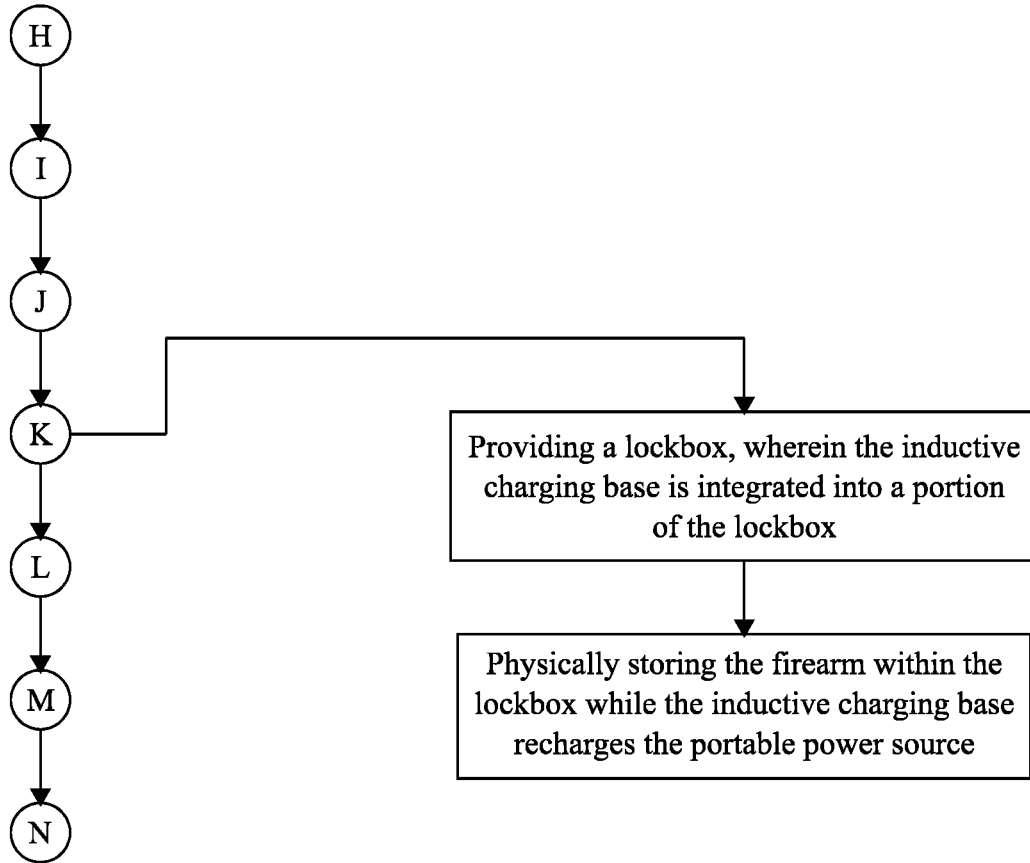 H
I
J
K
Providing a lockbox, wherein the inductive
charging base is integrated into a portion
of the lockbox
L
Physically storing the firearm within the
lockbox while the inductive charging base
recharges the portable power source
M
N